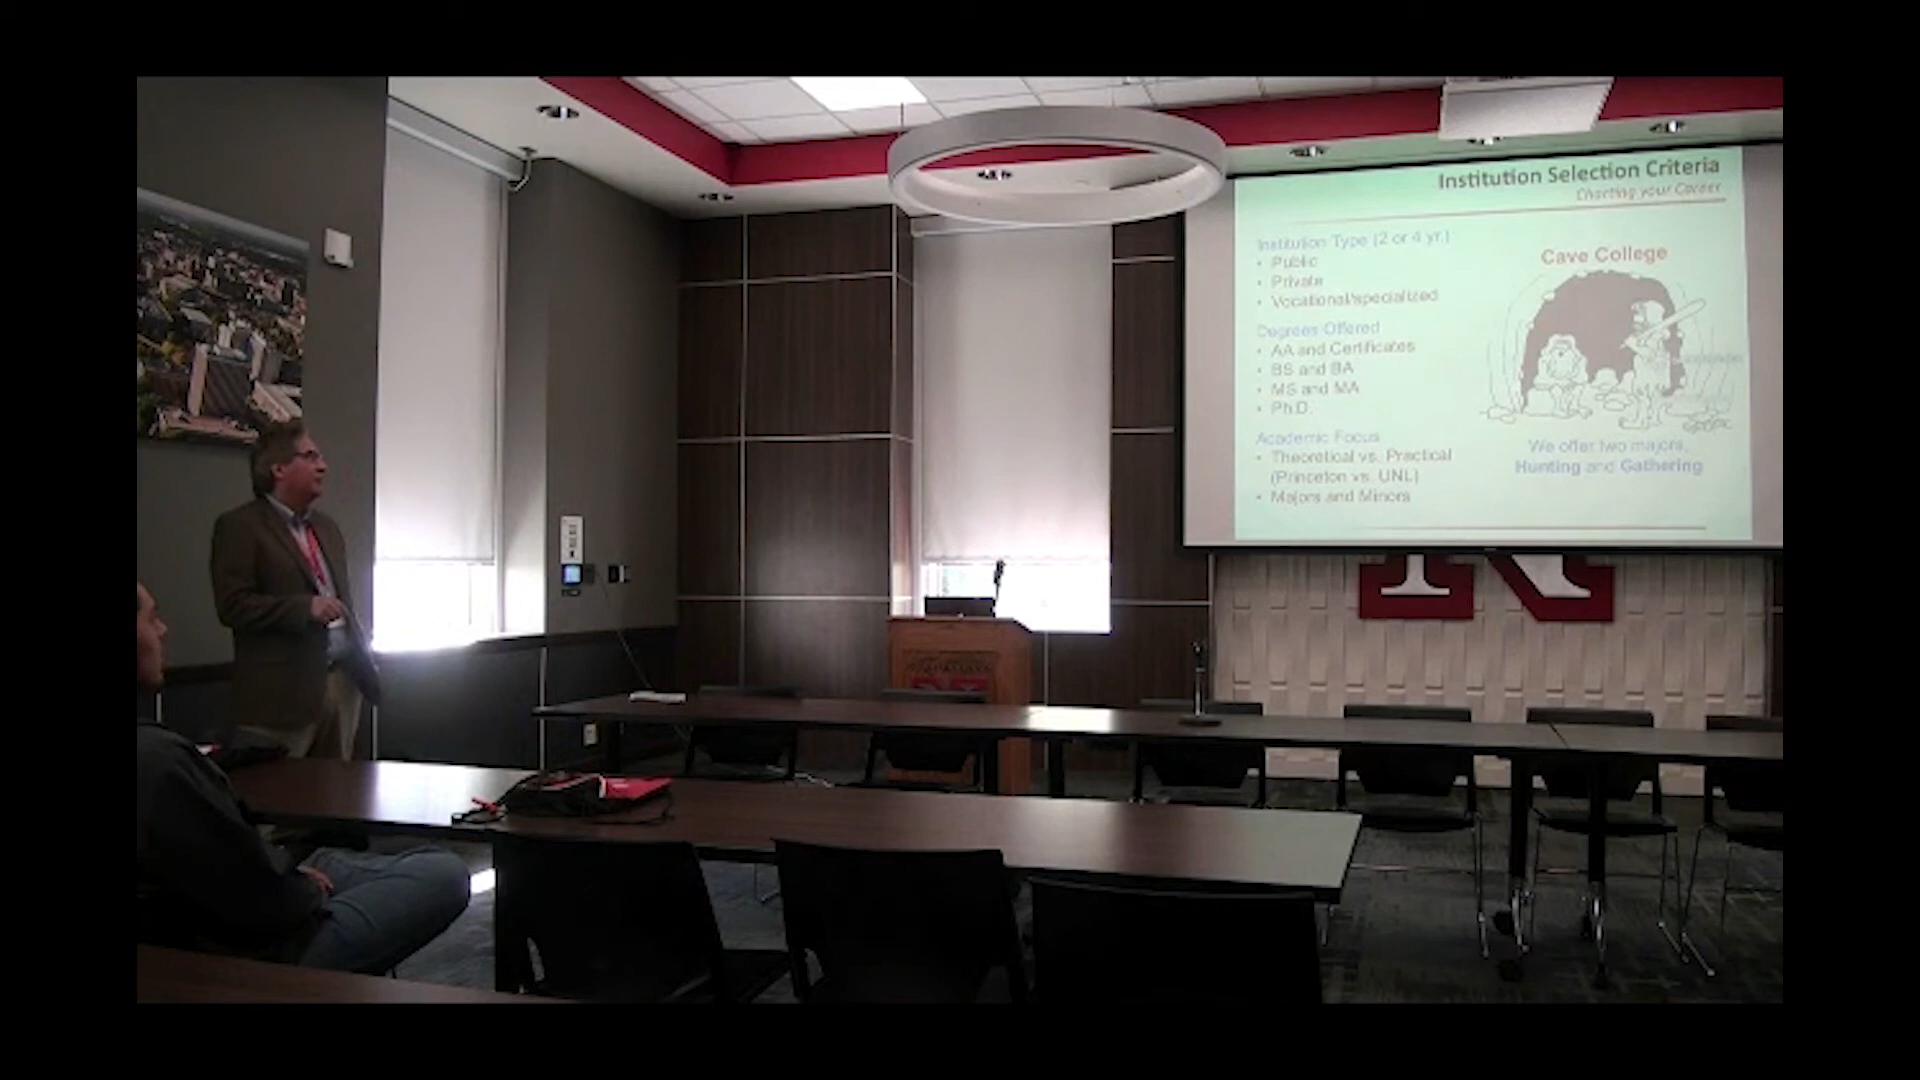 Institution Selection Criteria
Charting your Career
Institution Type (2 or 4 yr.)
• Public
• Private
• Vocational/specialized
Degrees Offered
• AA and Certificates
• BS and BA
• MS and MA
• Ph.D.
Academic Focus
• Theoretical vs. Practical
(Princeton vs. UNL)
• Majors and Minors
Cave College
We offer two majors,
Hunting and Gathering
N